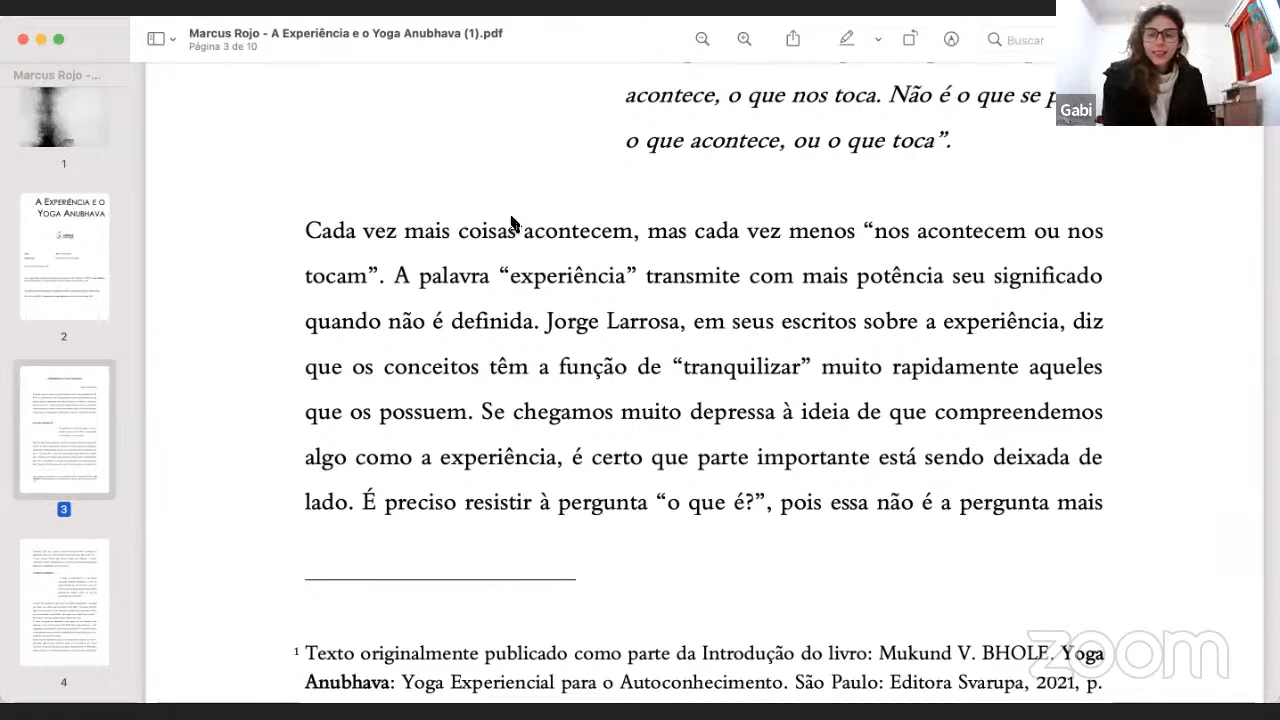 Marcus Rojo - A Experiência e o Yoga Anubhava (1).pdf
Página 3 de 10
Buscar
Gabi
Marcus Rojo -...
1
A EXPERIÊNCIA E O
YOGA ANUBHAVA
2
3
4
acontece, o que nos toca. Não é o que se
o que acontece, ou o que toca”.
Cada vez mais coisas acontecem, mas cada vez menos “nos acontecem ou nos
tocam”. A palavra “experiência” transmite com mais potência seu significado
quando não é definida. Jorge Larrosa, em seus escritos sobre a experiência, diz
que os conceitos têm a função de “tranquilizar” muito rapidamente aqueles
que os possuem. Se chegamos muito depressa à ideia de que compreendemos
algo como a experiência, é certo que parte importante está sendo deixada de
lado. É preciso resistir à pergunta “o que é?”, pois essa não é a pergunta mais
¹ Texto originalmente publicado como parte da Introdução do livro: Mukund V. BHOLE. Yoga
Anubhava: Yoga Experiencial para o Autoconhecimento. São Paulo: Editora Svarupa, 2021, p.
zoom